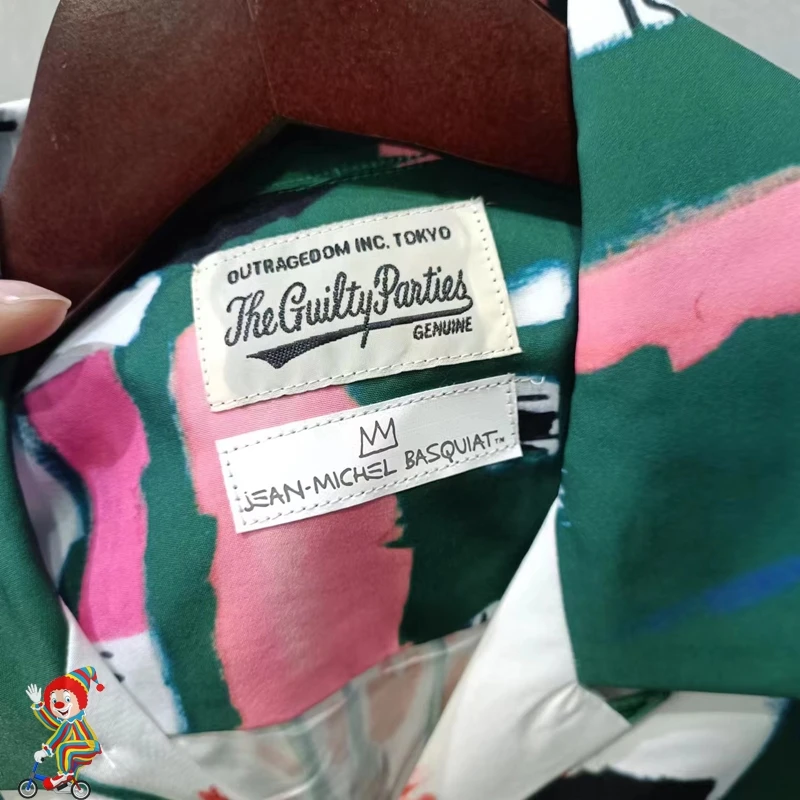 OUTRAGEDOM INC. TOKYO
The Guilty Parties
GENUINE
JEAN-MICHEL BASQUIAT™